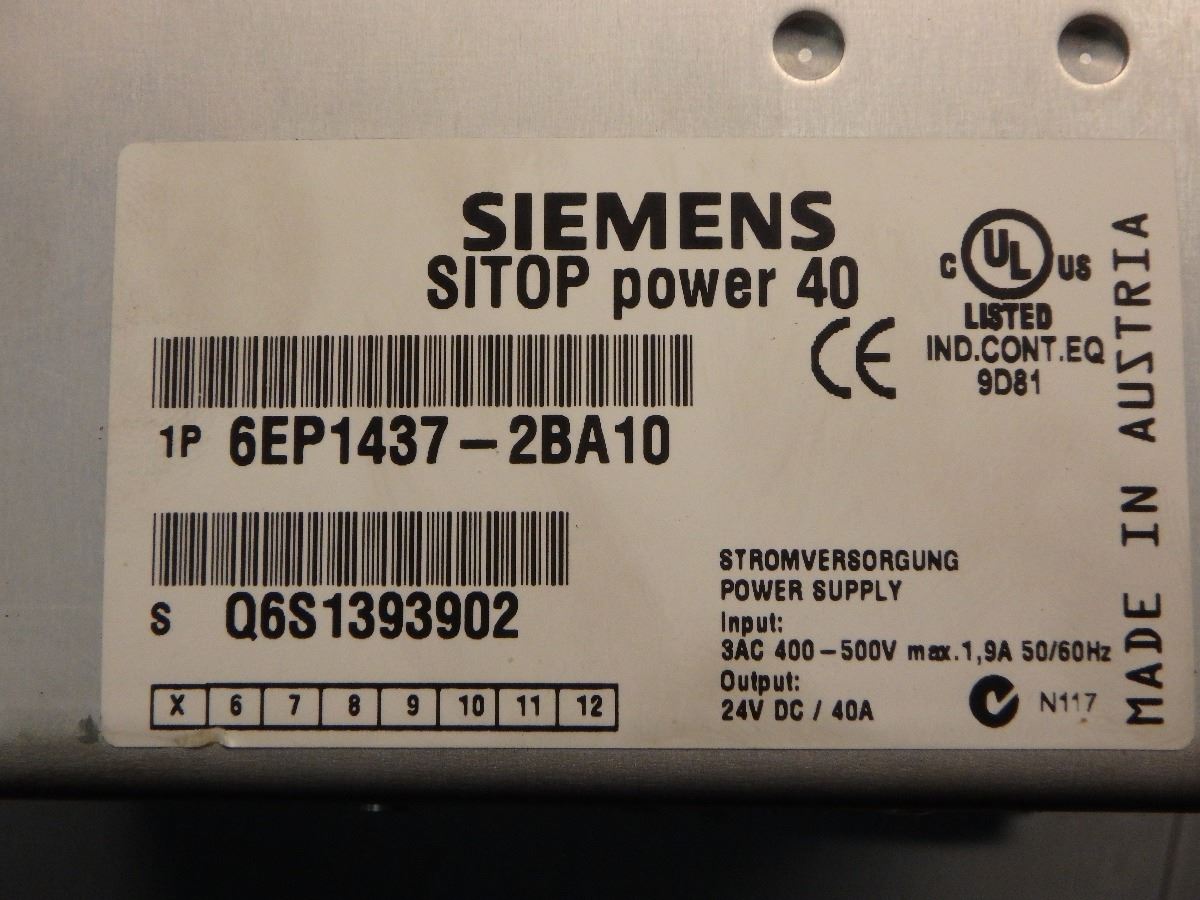 SIEMENS
SITOP power 40
C UL US
LISTED
IND.CONT.EQ
9D81
CE
1P 6EP1437-2BA10
S Q6S1393902
X 6 7 8 9 10 11 12
STROMVERSORGUNG
POWER SUPPLY
Input:
3AC 400-500V max.1,9A 50/60Hz
Output:
24V DC / 40A
N117
MADE IN AUSTRIA